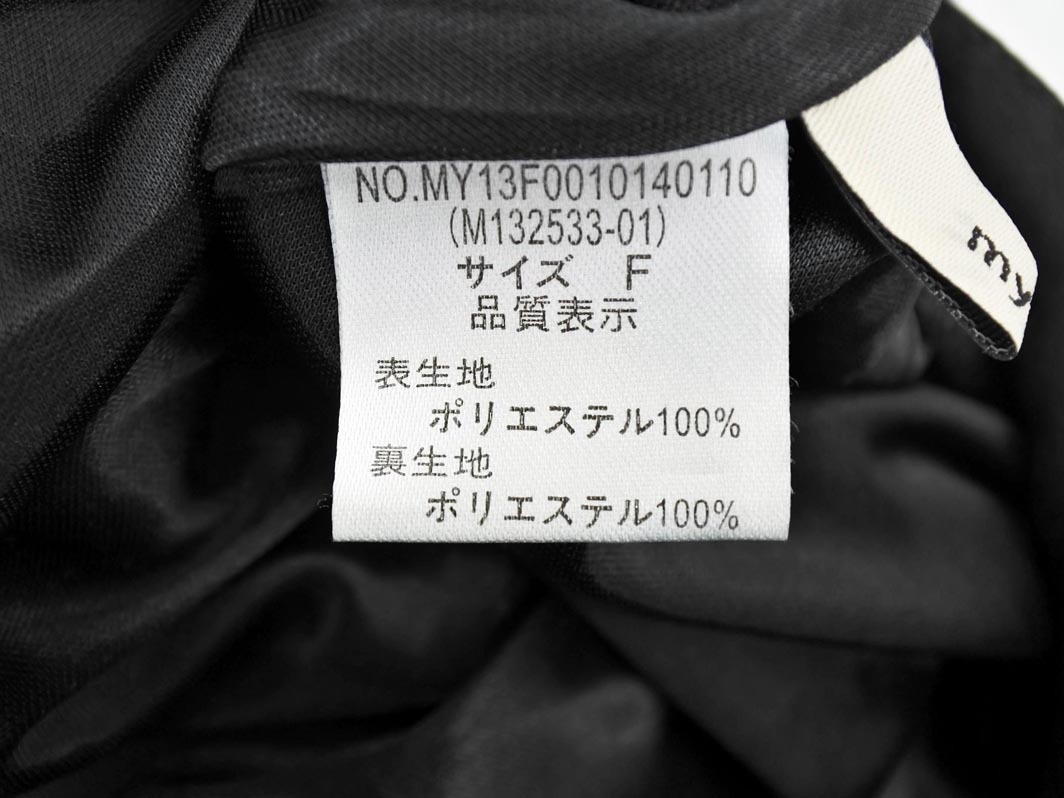 NO.MY13F0010140110
(M132533-01)
サイズ　F
品質表示
表生地
ポリエステル100%
裏生地
ポリエステル100%